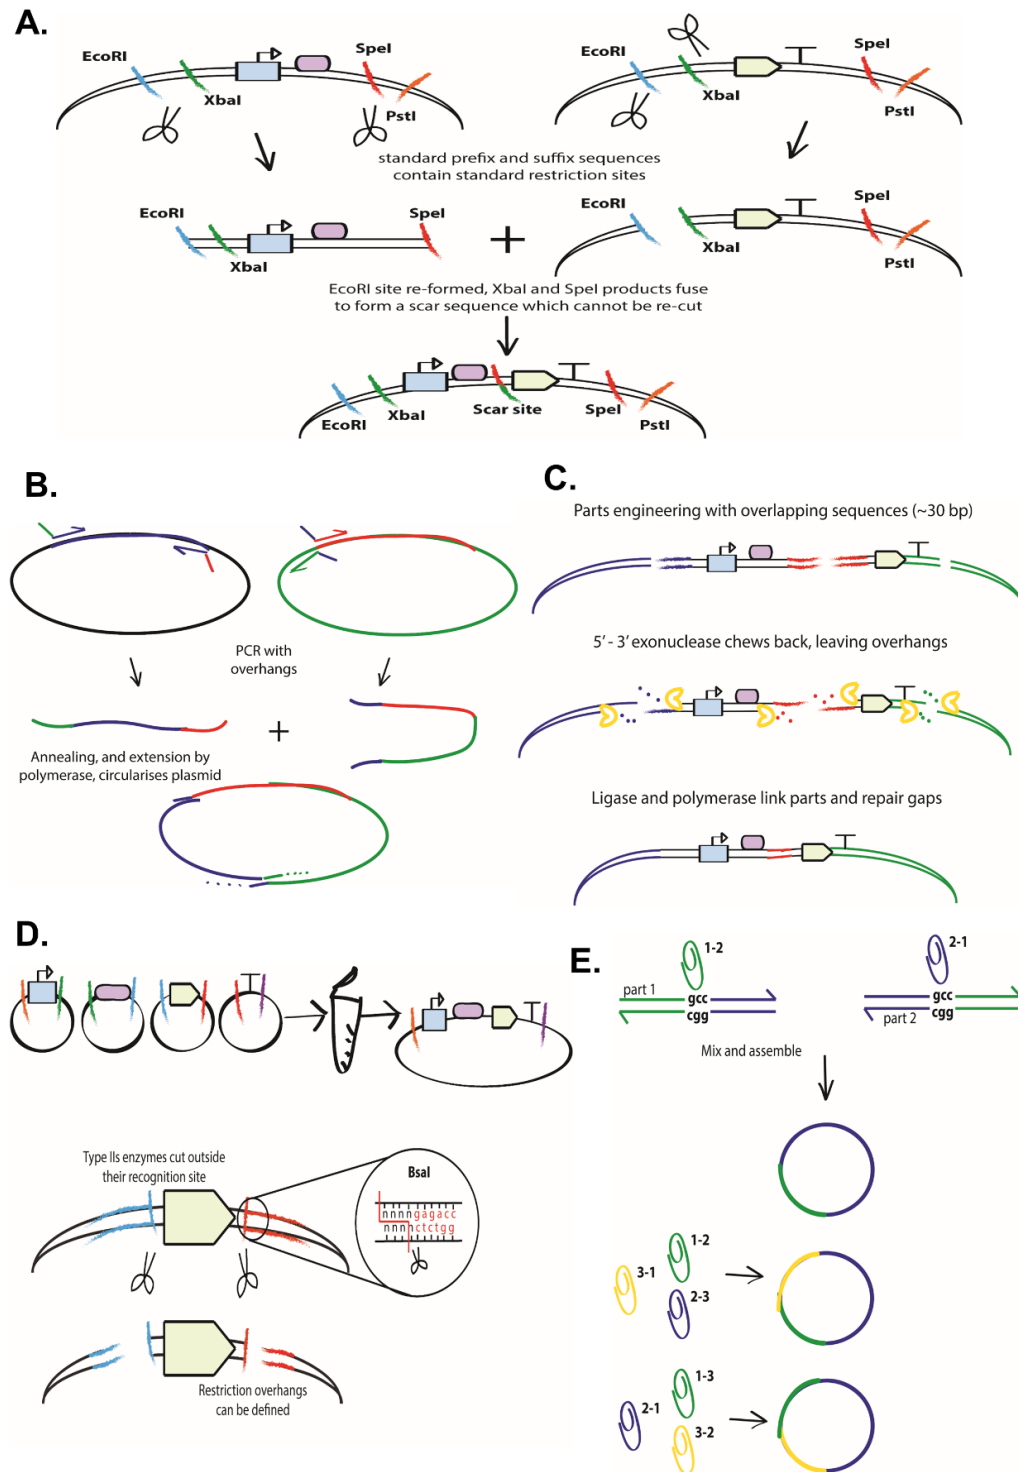 A.
EcoRI
XbaI
SpeI
PstI
EcoRI
XbaI
SpeI
PstI
standard prefix and suffix sequences
contain standard restriction sites
EcoRI
XbaI
SpeI
+
EcoRI
XbaI
SpeI
PstI
EcoRI site re-formed, XbaI and SpeI products fuse
to form a scar sequence which cannot be re-cut
EcoRI
XbaI
Scar site
SpeI
PstI
B.
PCR with
overhangs
+
Annealing, and extension by
polymerase, circularises plasmid
C.
Parts engineering with overlapping sequences (~30 bp)
5' - 3' exonuclease chews back, leaving overhangs
Ligase and polymerase link parts and repair gaps
D.
Type IIs enzymes cut outside
their recognition site
BsaI
nnnngagacc
nnnnctctgg
Restriction overhangs
can be defined
E.
1-2
part 1
gcc
cgg
2-1
gcc
cgg
part 2
Mix and assemble
3-1
1-2
2-3
2-1
1-3
3-2